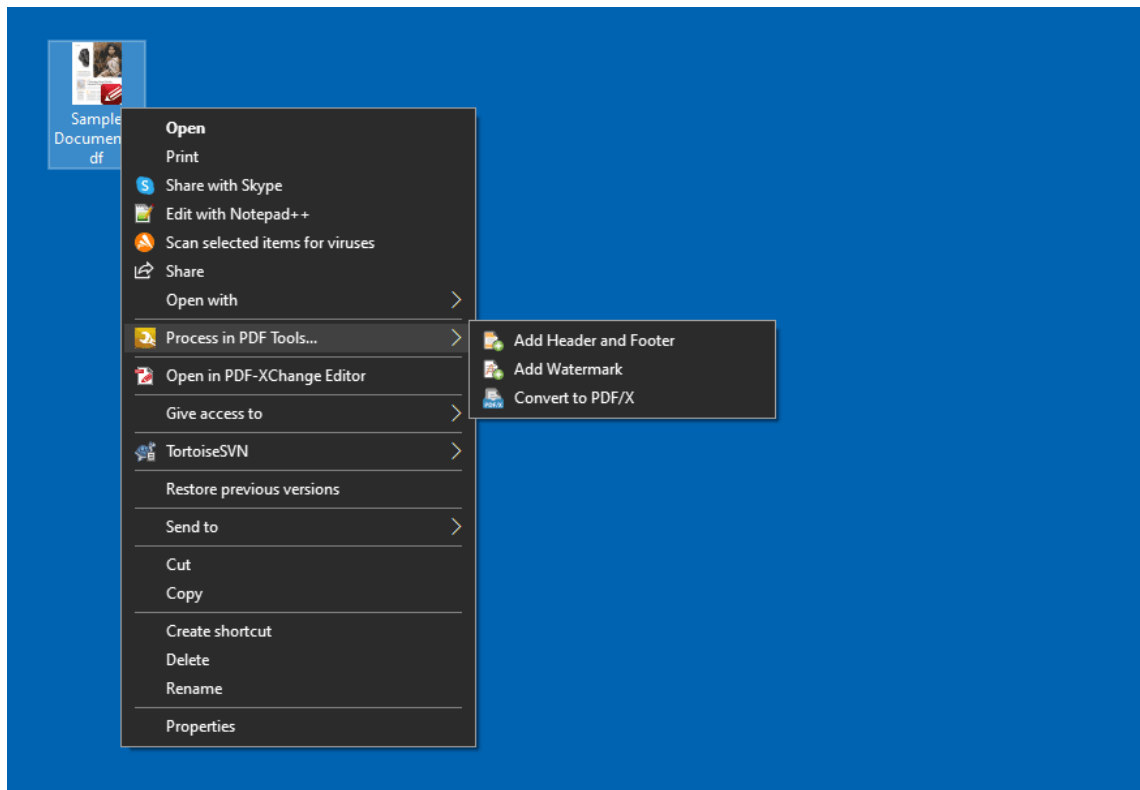 Sample
Documen
df
Open
Print
Share with Skype
Edit with Notepad++
Scan selected items for viruses
Share
Open with
Process in PDF Tools...
Add Header and Footer
Add Watermark
Convert to PDF/X
Open in PDF-XChange Editor
Give access to
TortoiseSVN
Restore previous versions
Send to
Cut
Copy
Create shortcut
Delete
Rename
Properties